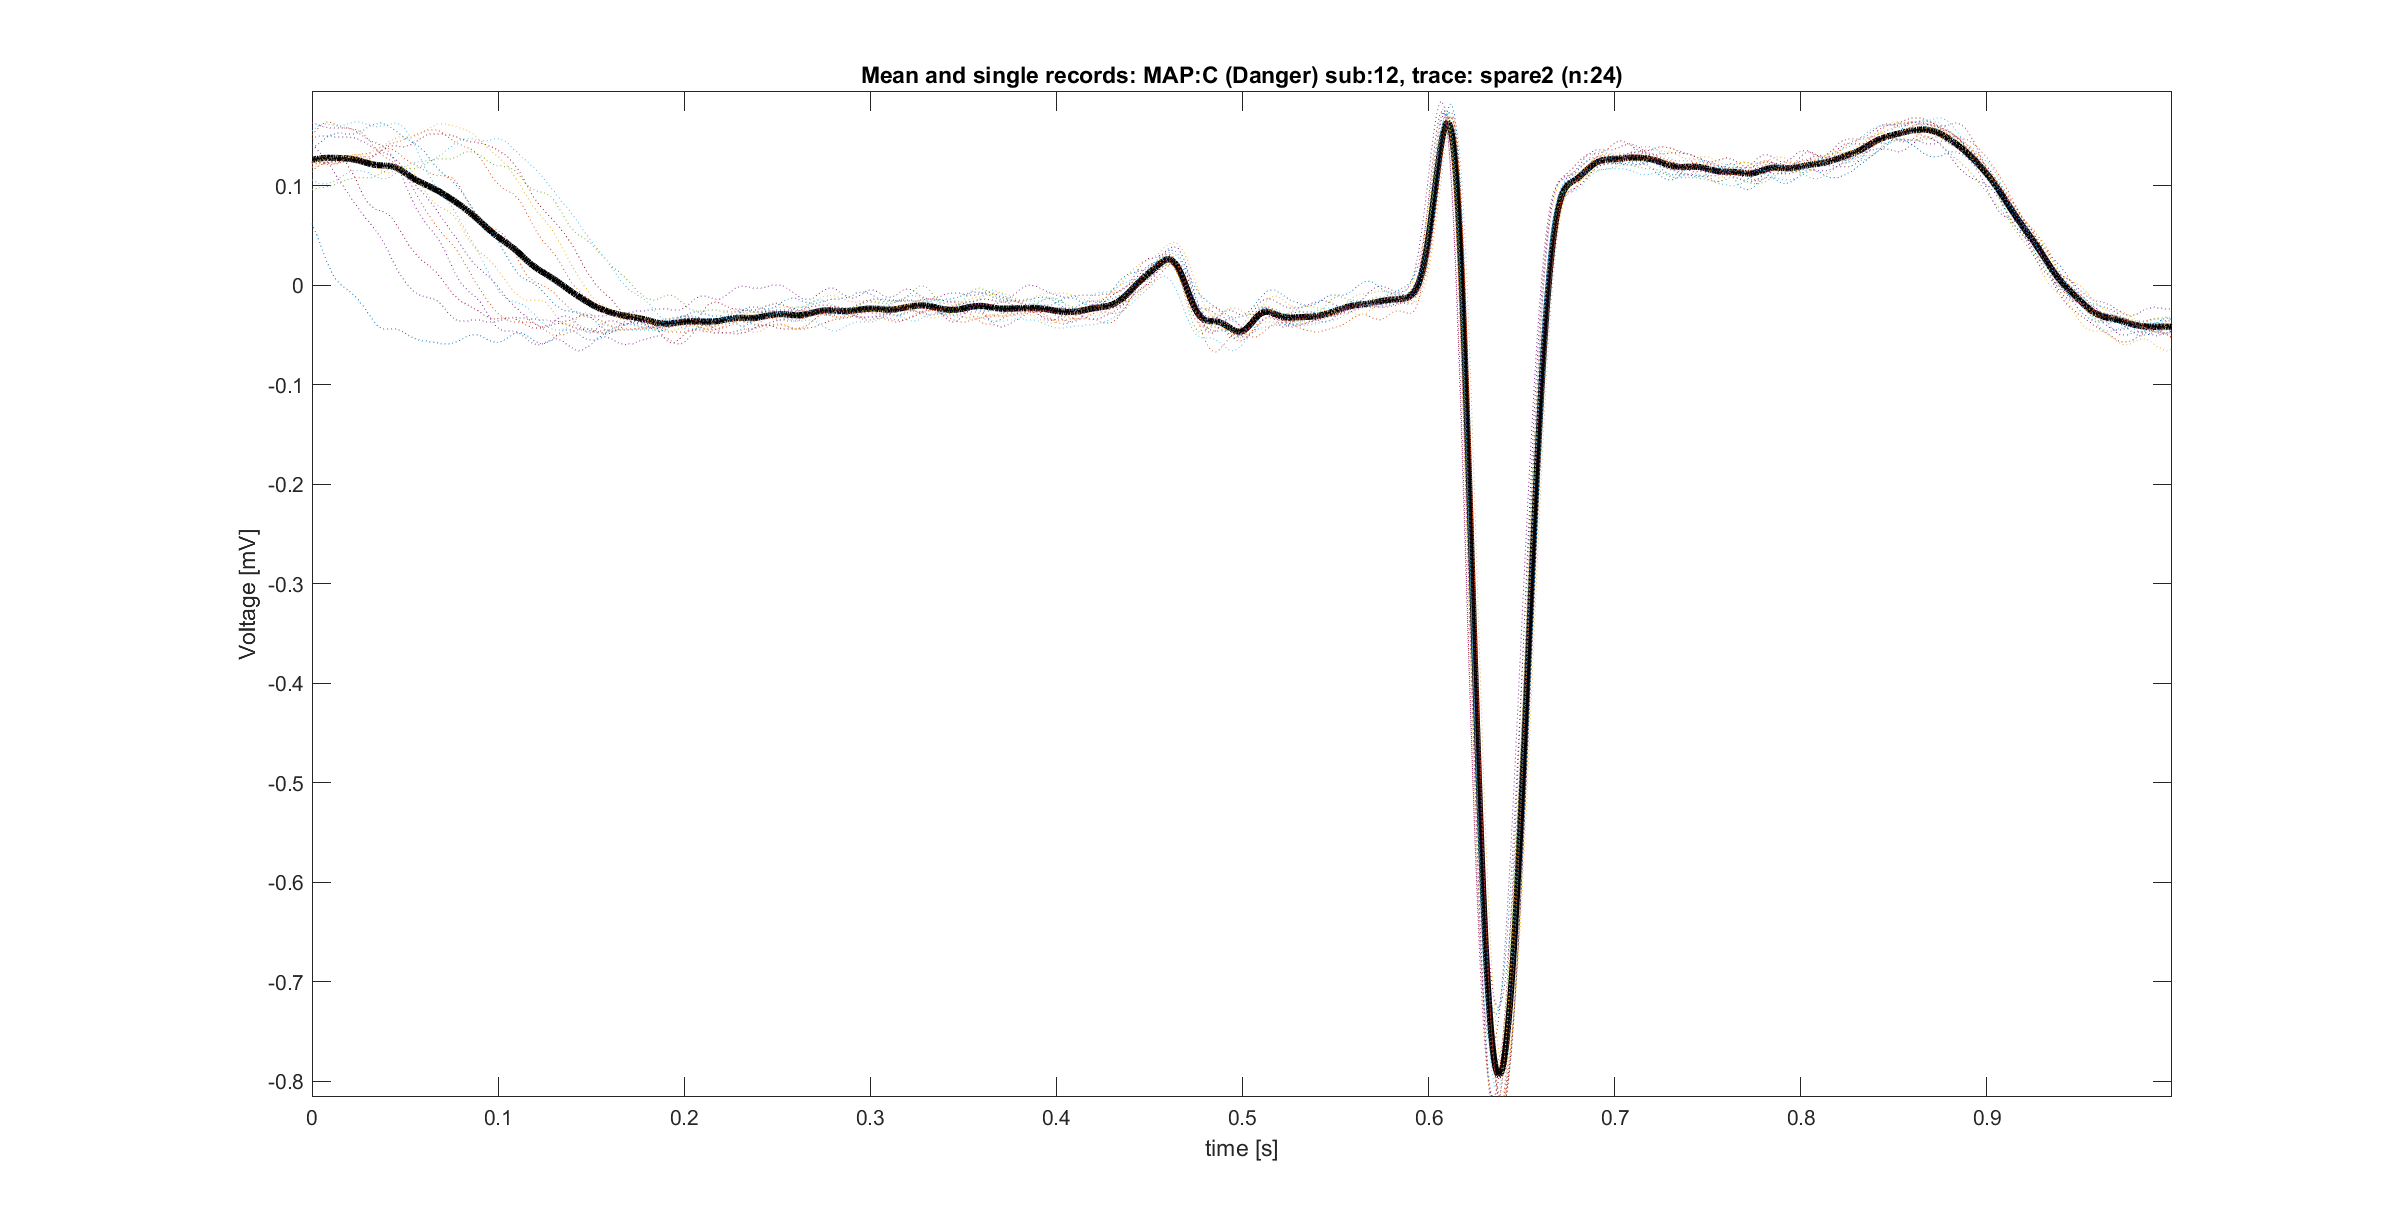 Mean and single records: MAP:C (Danger) sub:12, trace: spare2 (n:24)
0.1
0
-0.1
-0.2
-0.3
-0.4
-0.5
-0.6
-0.7
-0.8
Voltage [mV]
0 0.1 0.2 0.3 0.4 0.5 0.6 0.7 0.8 0.9
time [s]